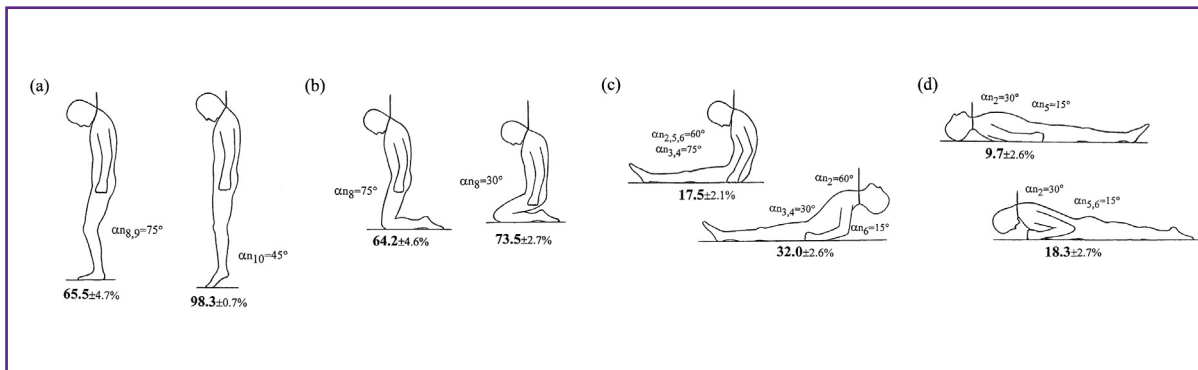 (a)
αn8,9=75°
65.5±4.7%
αn10=45°
98.3±0.7%
(b)
αn8=75°
64.2±4.6%
αn8=30°
73.5±2.7%
(c)
αn2,5,6=60°
αn3,4=75°
17.5±2.1%
αn2=60°
αn3,4=30°
αn6=15°
32.0±2.6%
(d)
αn2=30°
αn5=15°
9.7±2.6%
αn2=30°
αn5,6=15°
18.3±2.7%